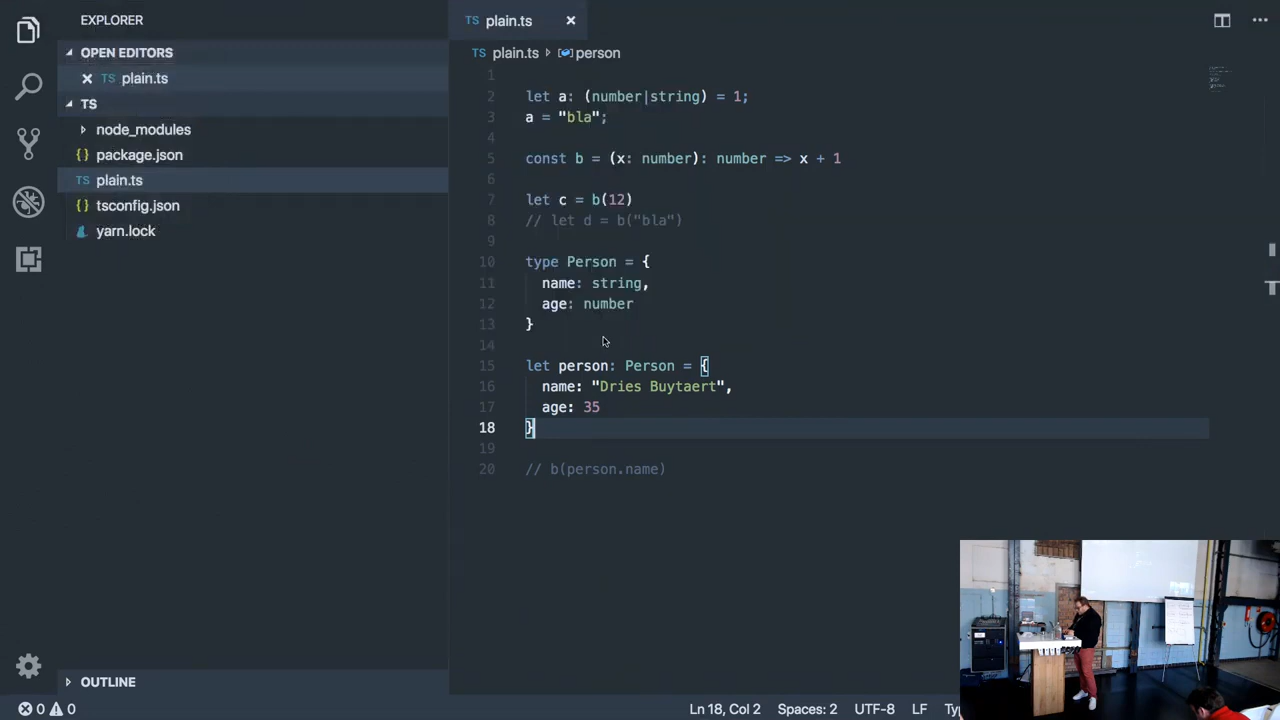 EXPLORER
OPEN EDITORS
TS plain.ts
TS
node_modules
{} package.json
TS plain.ts
{} tsconfig.json
yarn.lock
OUTLINE
0 0
TS plain.ts
TS plain.ts person
1
2 let a: (number|string) = 1;
3 a = "bla";
4
5 const b = (x: number): number => x + 1
6
7 let c = b(12)
8 // let d = b("bla")
9
10 type Person = {
11 name: string,
12 age: number
13 }
14
15 let person: Person = {
16 name: "Dries Buytaert",
17 age: 35
18 }
19
20 // b(person.name)
Ln 18, Col 2 Spaces: 2 UTF-8 LF Ty